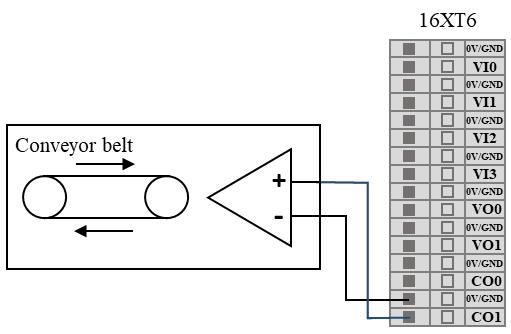 16XT6
0V/GND
VI0
0V/GND
VI1
0V/GND
VI2
0V/GND
VI3
0V/GND
VO0
0V/GND
VO1
0V/GND
CO0
0V/GND
CO1
Conveyor belt
+
-